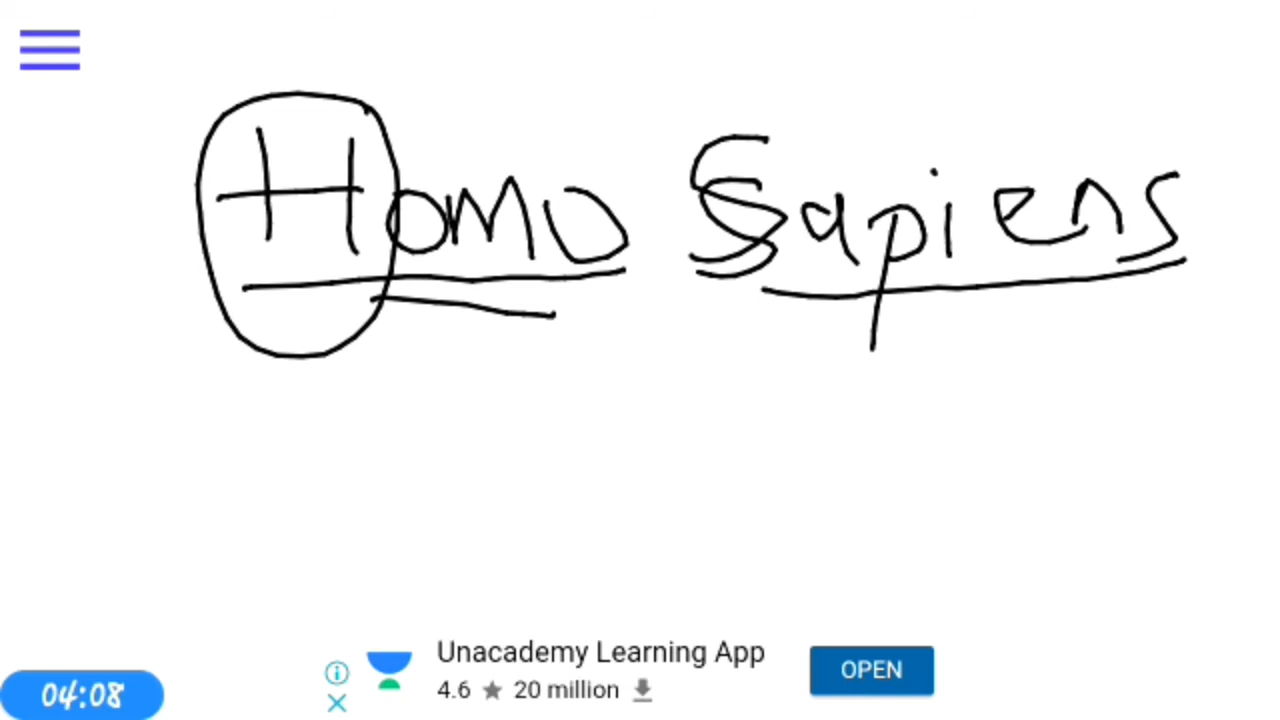 Homo Sapiens
Unacademy Learning App
4.6 ★ 20 million
OPEN
04:08